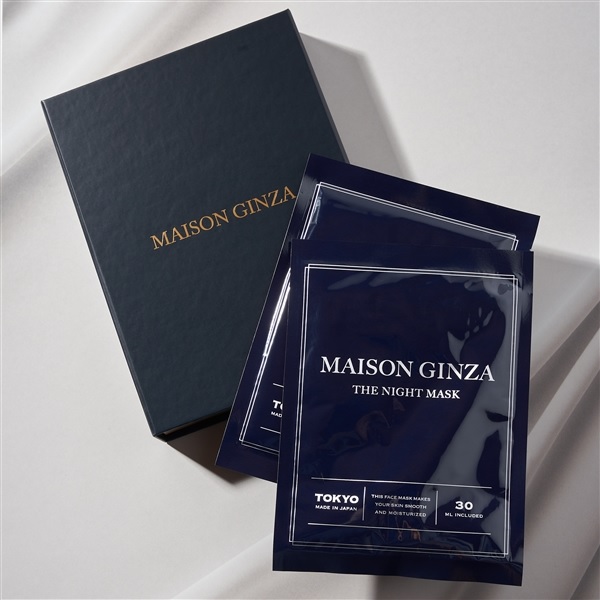 MAISON GINZA
MAISON GINZA
THE NIGHT MASK
TOKYO
MADE IN JAPAN
THIS FACE MASK MAKES
YOUR SKIN SMOOTH
AND MOISTURIZED
30
ML INCLUDED